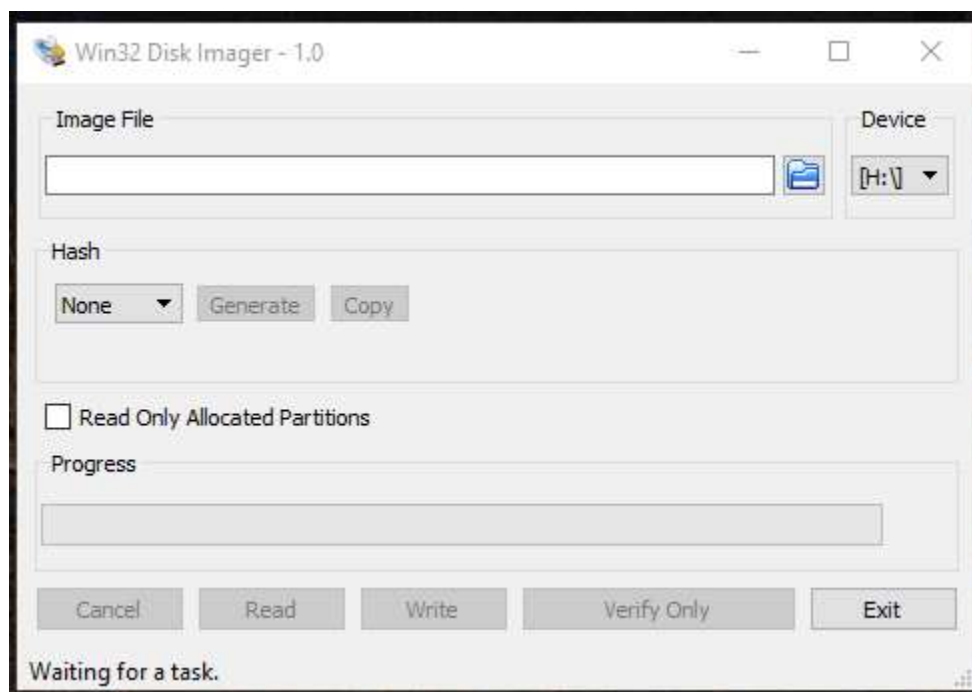 Win32 Disk Imager - 1.0
Image File
Device
[H:\]
Hash
None
Generate
Copy
Read Only Allocated Partitions
Progress
Cancel
Read
Write
Verify Only
Exit
Waiting for a task.